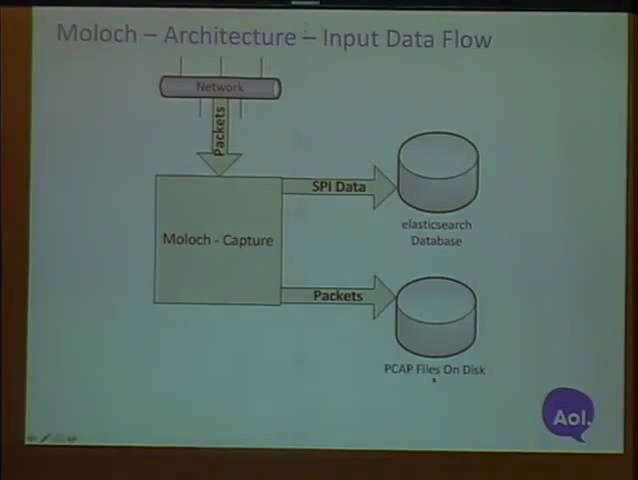 Moloch – Architecture – Input Data Flow
Network
Packets
SPI Data
elasticsearch
Database
Moloch - Capture
Packets
PCAP Files On Disk
Aol.